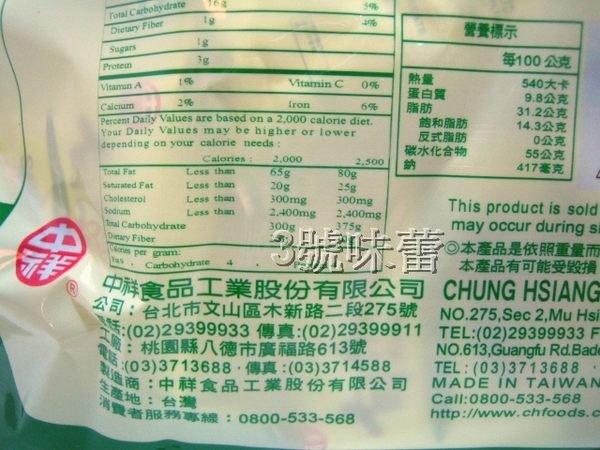 Total Carbohydrate 16g 5%
Dietary Fiber 1g 4%
Sugars 1g
Protein 3g
Vitamin A 1% Vitamin C 0%
Calcium 2% Iron 6%
Percent Daily Values are based on a 2,000 calorie diet.
Your Daily Values may be higher or lower
depending on your calorie needs :
Calories : 2,000 2,500
Total Fat Less than 65g 80g
Saturated Fat Less than 20g 25g
Cholesterol Less than 300mg 300mg
Sodium Less than 2,400mg 2,400mg
Total Carbohydrate 300g 375g
Dietary Fiber
Calories per gram:
Carbohydrate 4
營養標示
每100公克
熱量 540大卡
蛋白質 9.8公克
脂肪 31.2公克
飽和脂肪 14.3公克
反式脂肪 0公克
碳水化合物 55公克
鈉 417毫克
This product is sold
may occur during
◎本產品是依照重量而
本產品有可能受毀損
3號味蕾
中祥
®
中祥食品工業股份有限公司
公司：台北市文山區木新路二段275號
電話:(02)29399933 傳真:(02)29399911
工廠：桃園縣八德市廣福路613號
電話:(03)3713688‧傳真:(03)3714588
製造商：中祥食品工業股份有限公司
生產地：台灣
消費者服務專線：0800-533-568
CHUNG HSIANG
NO.275,Sec 2,Mu Hsi
TEL:(02)29399933 F
NO.613,Guangfu Rd.Bade
TEL:(03)3713688
MADE IN TAIWAN
Call:0800-533-568
http://www.chfoods.c